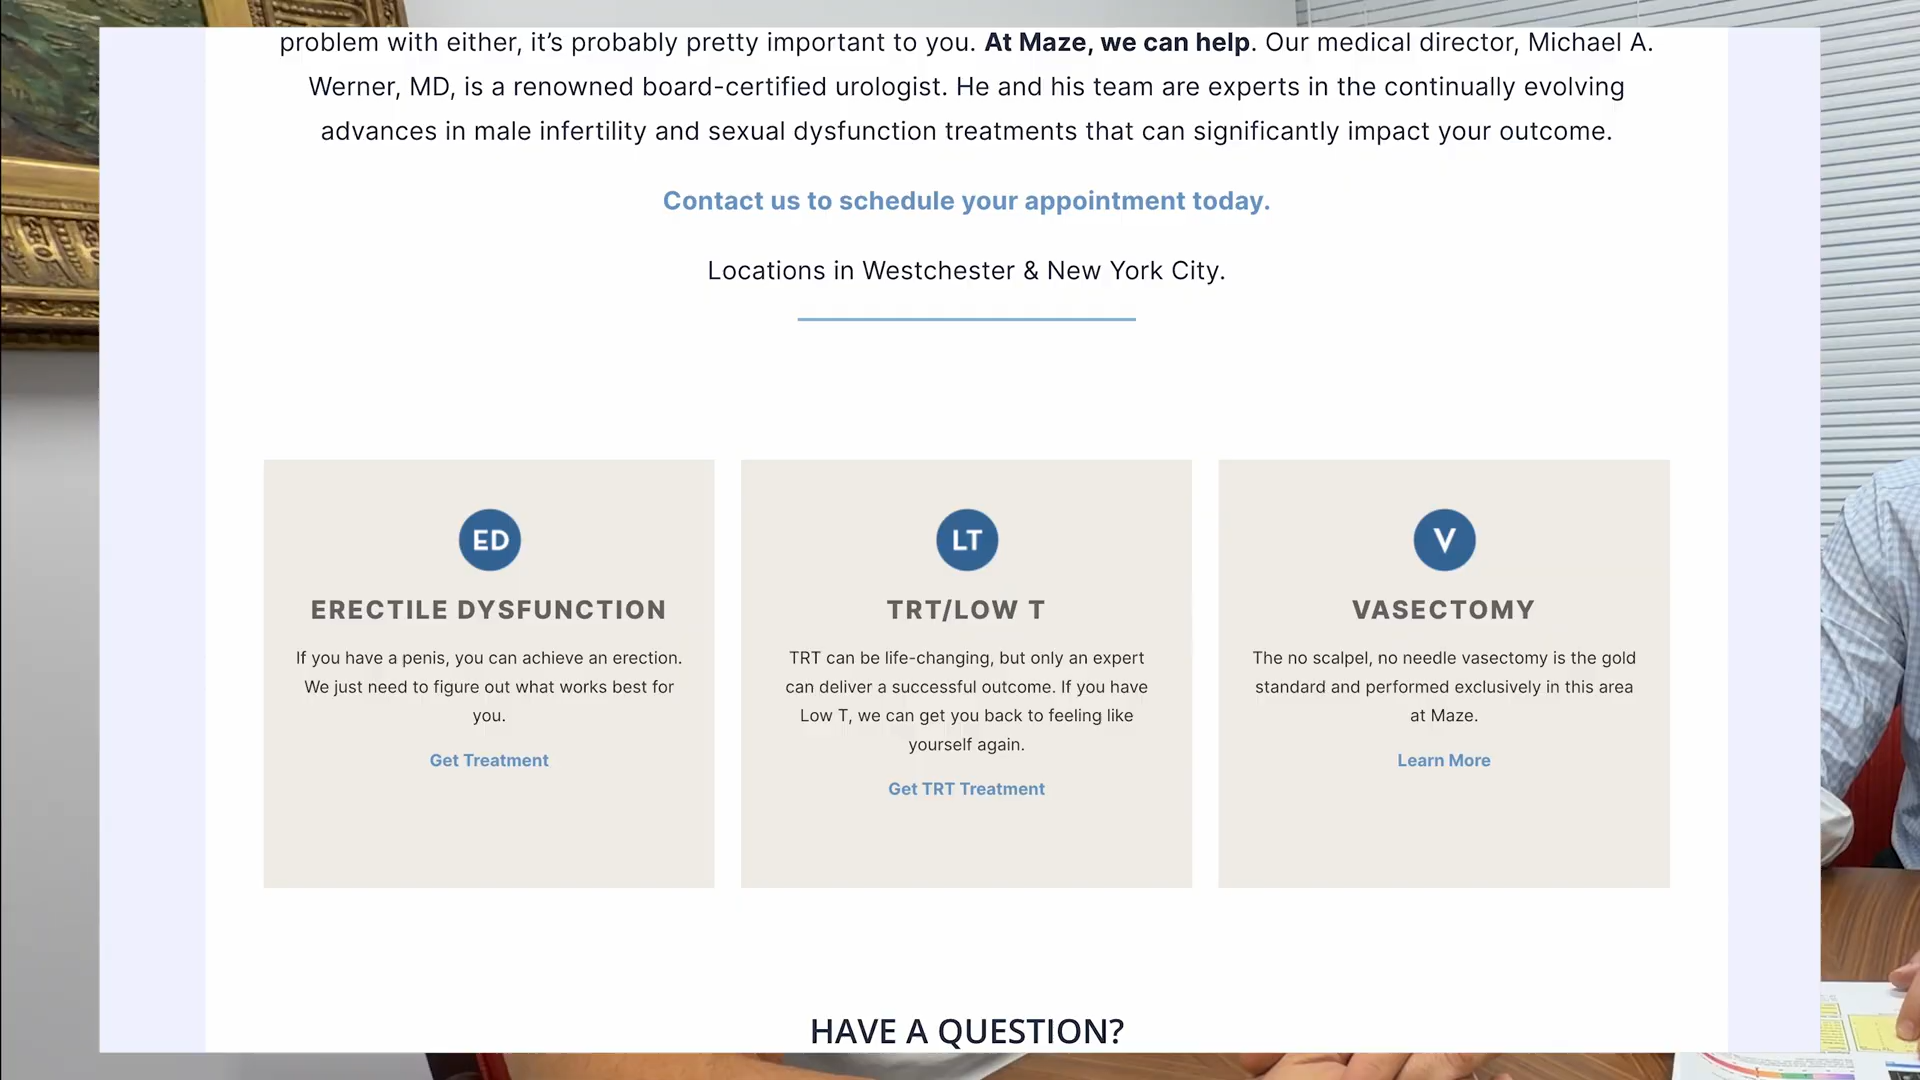 problem with either, it’s probably pretty important to you. At Maze, we can help. Our medical director, Michael A.
Werner, MD, is a renowned board-certified urologist. He and his team are experts in the continually evolving
advances in male infertility and sexual dysfunction treatments that can significantly impact your outcome.
Contact us to schedule your appointment today.
Locations in Westchester & New York City.
ED
ERECTILE DYSFUNCTION
If you have a penis, you can achieve an erection.
We just need to figure out what works best for
you.
Get Treatment
LT
TRT/LOW T
TRT can be life-changing, but only an expert
can deliver a successful outcome. If you have
Low T, we can get you back to feeling like
yourself again.
Get TRT Treatment
V
VASECTOMY
The no scalpel, no needle vasectomy is the gold
standard and performed exclusively in this area
at Maze.
Learn More
HAVE A QUESTION?